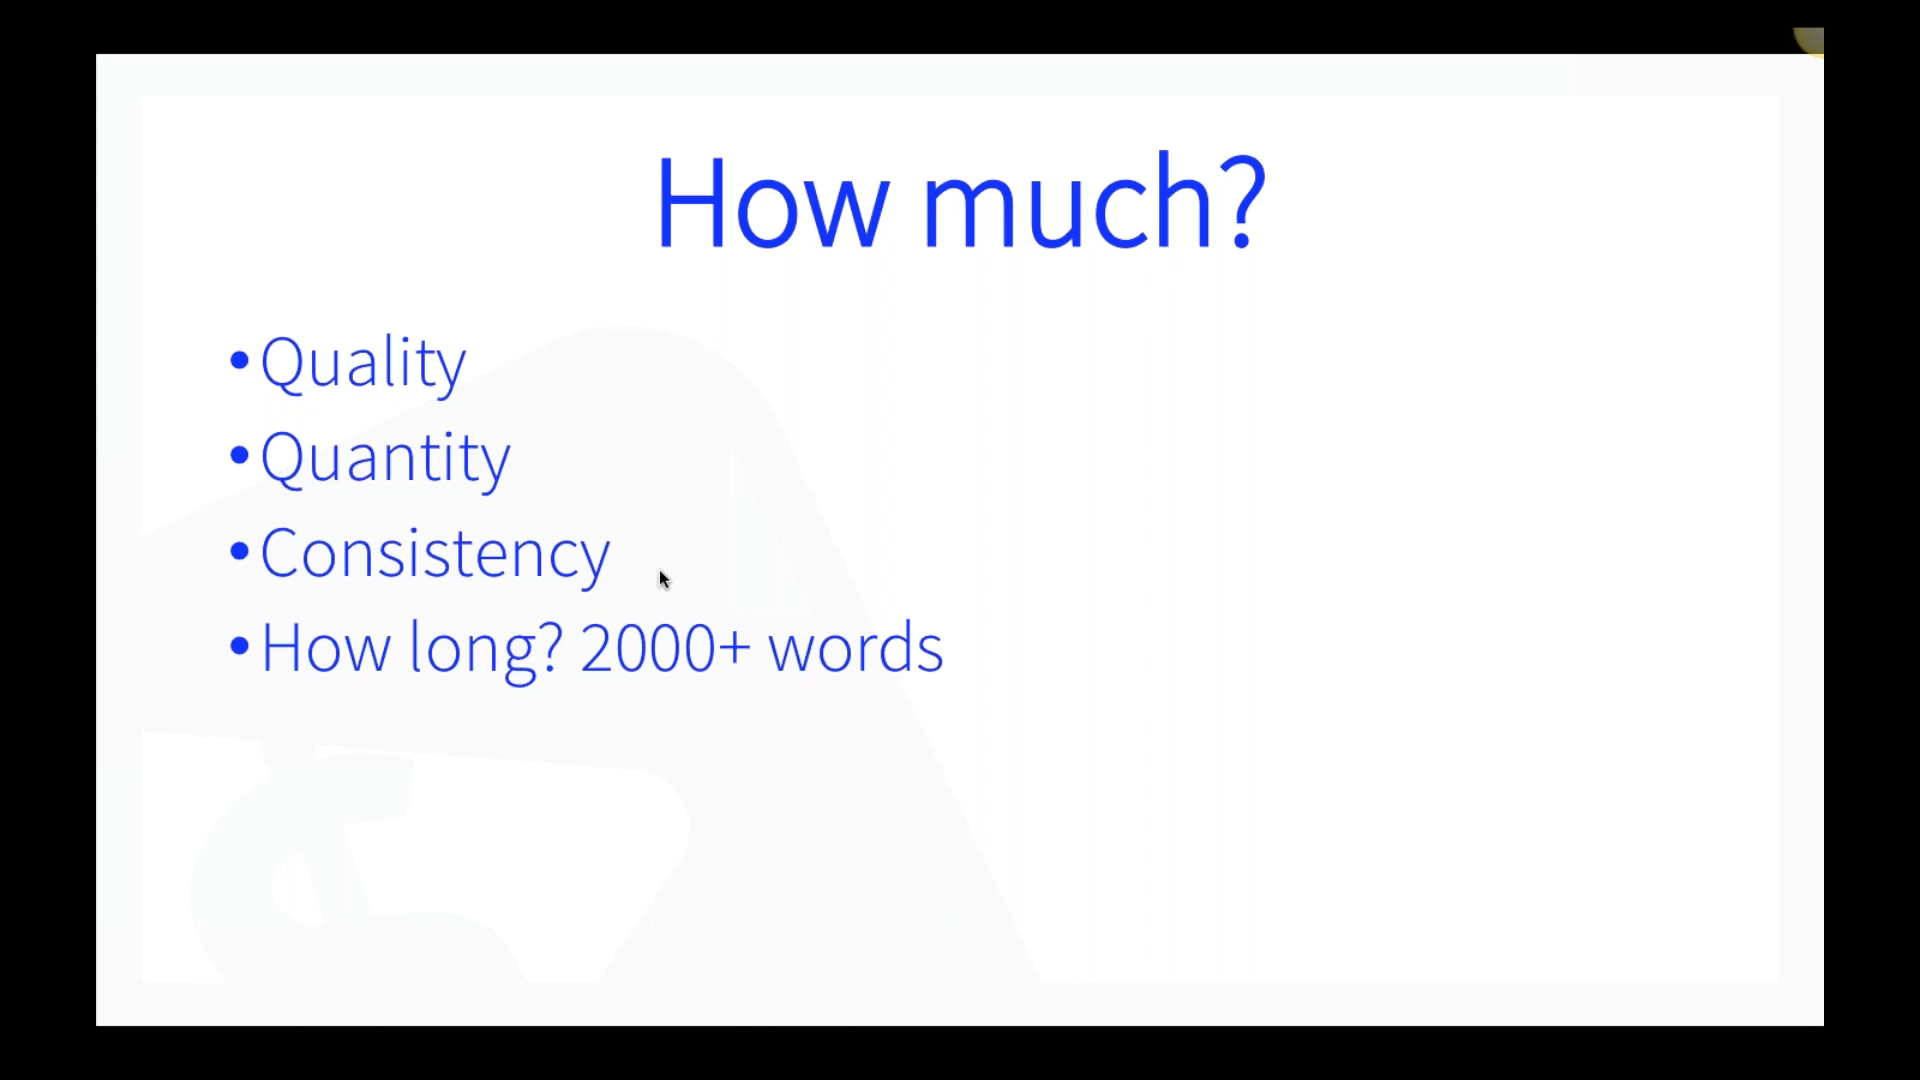 How much?
• Quality
• Quantity
• Consistency
• How long? 2000+ words